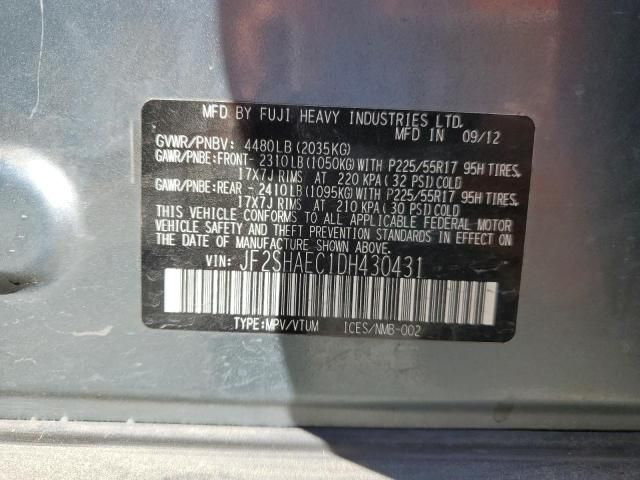 MFD BY FUJI HEAVY INDUSTRIES LTD.
MFD IN 09/12
GVWR/PNBV: 4480LB(2035KG)
GAWR/PNBE:FRONT-2310LB(1050KG)WITH P225/55R17 95H TIRES,
17X7J RIMS AT 220 KPA(32 PSI)COLD
GAWR/PNBE:REAR -2410LB(1095KG)WITH P225/55R17 95H TIRES
17X7J RIMS AT 210 KPA(30 PSI)COLD
THIS VEHICLE CONFORMS TO ALL APPLICABLE FEDERAL MOTOR
VEHICLE SAFETY, BUMPER, AND THEFT PREVENTION STANDARDS IN EFFECT
ON THE DATE OF MANUFACTURE SHOWN ABOVE.
VIN: JF2SHAEC1DH430431
TYPE:MPV/VTUM ICES/NMB-002